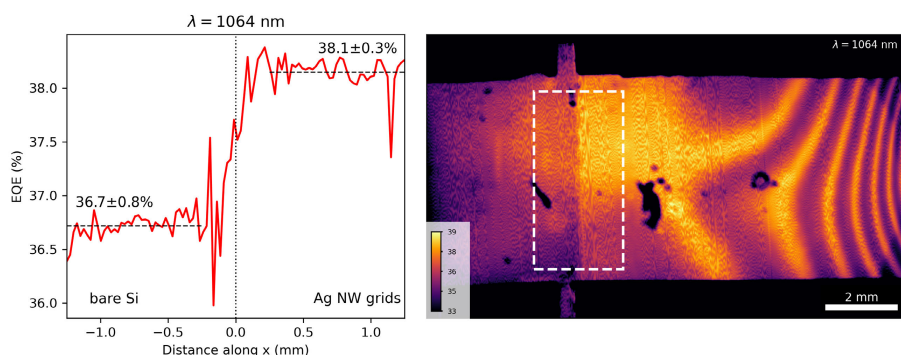 λ = 1064 nm
38.1±0.3%
36.7±0.8%
bare Si
Ag NW grids
EQE (%)
38.0
37.5
37.0
36.5
36.0
−1.0
−0.5
0.0
0.5
1.0
Distance along x (mm)
λ = 1064 nm
39
38
36
35
33
2 mm